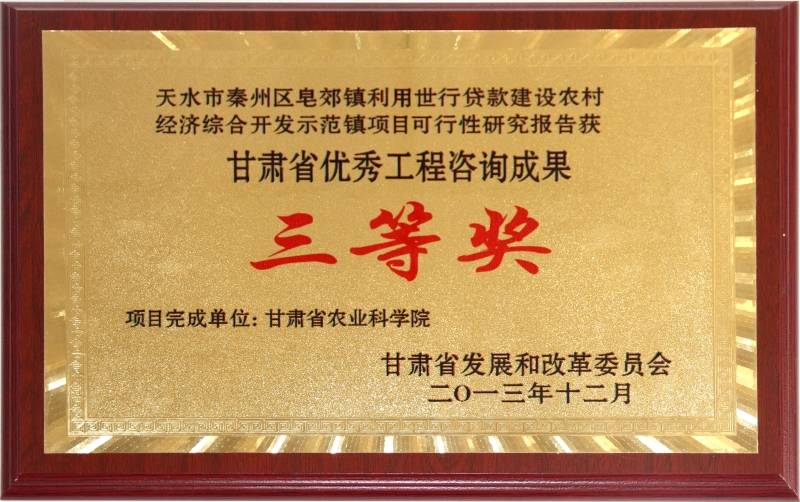 天水市秦州区皂郊镇利用世行贷款建设农村
经济综合开发示范镇项目可行性研究报告获
甘肃省优秀工程咨询成果
三等奖
项目完成单位：甘肃省农业科学院
甘肃省发展和改革委员会
二〇一三年十二月